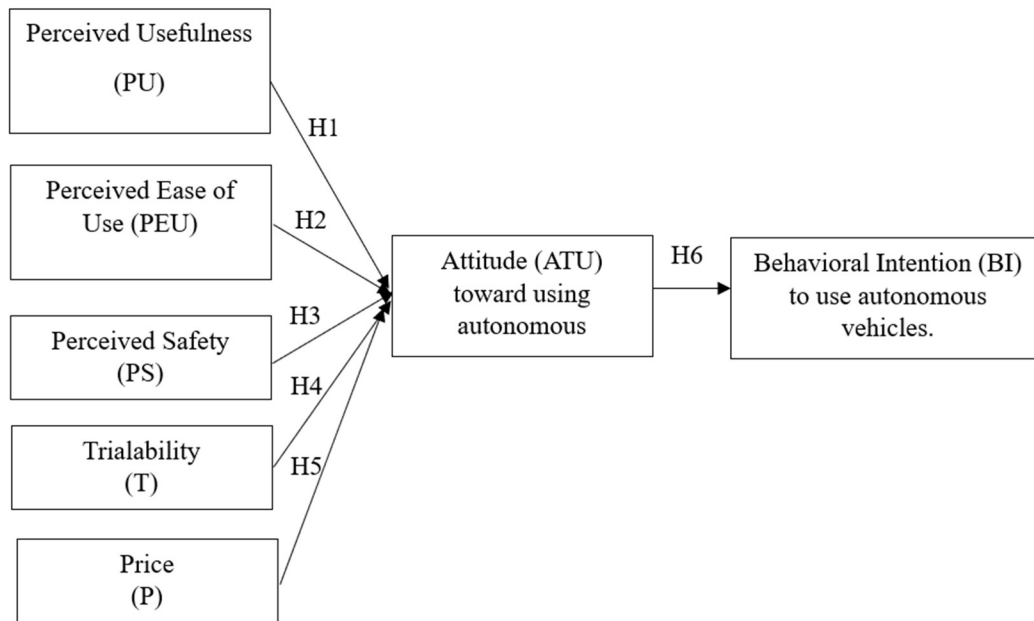 Perceived Usefulness
(PU)
H1
Perceived Ease of
Use (PEU)
H2
H3
Perceived Safety
(PS)
H4
Trialability
(T)
H5
Price
(P)
Attitude (ATU)
toward using
autonomous
H6
Behavioral Intention (BI)
to use autonomous
vehicles.